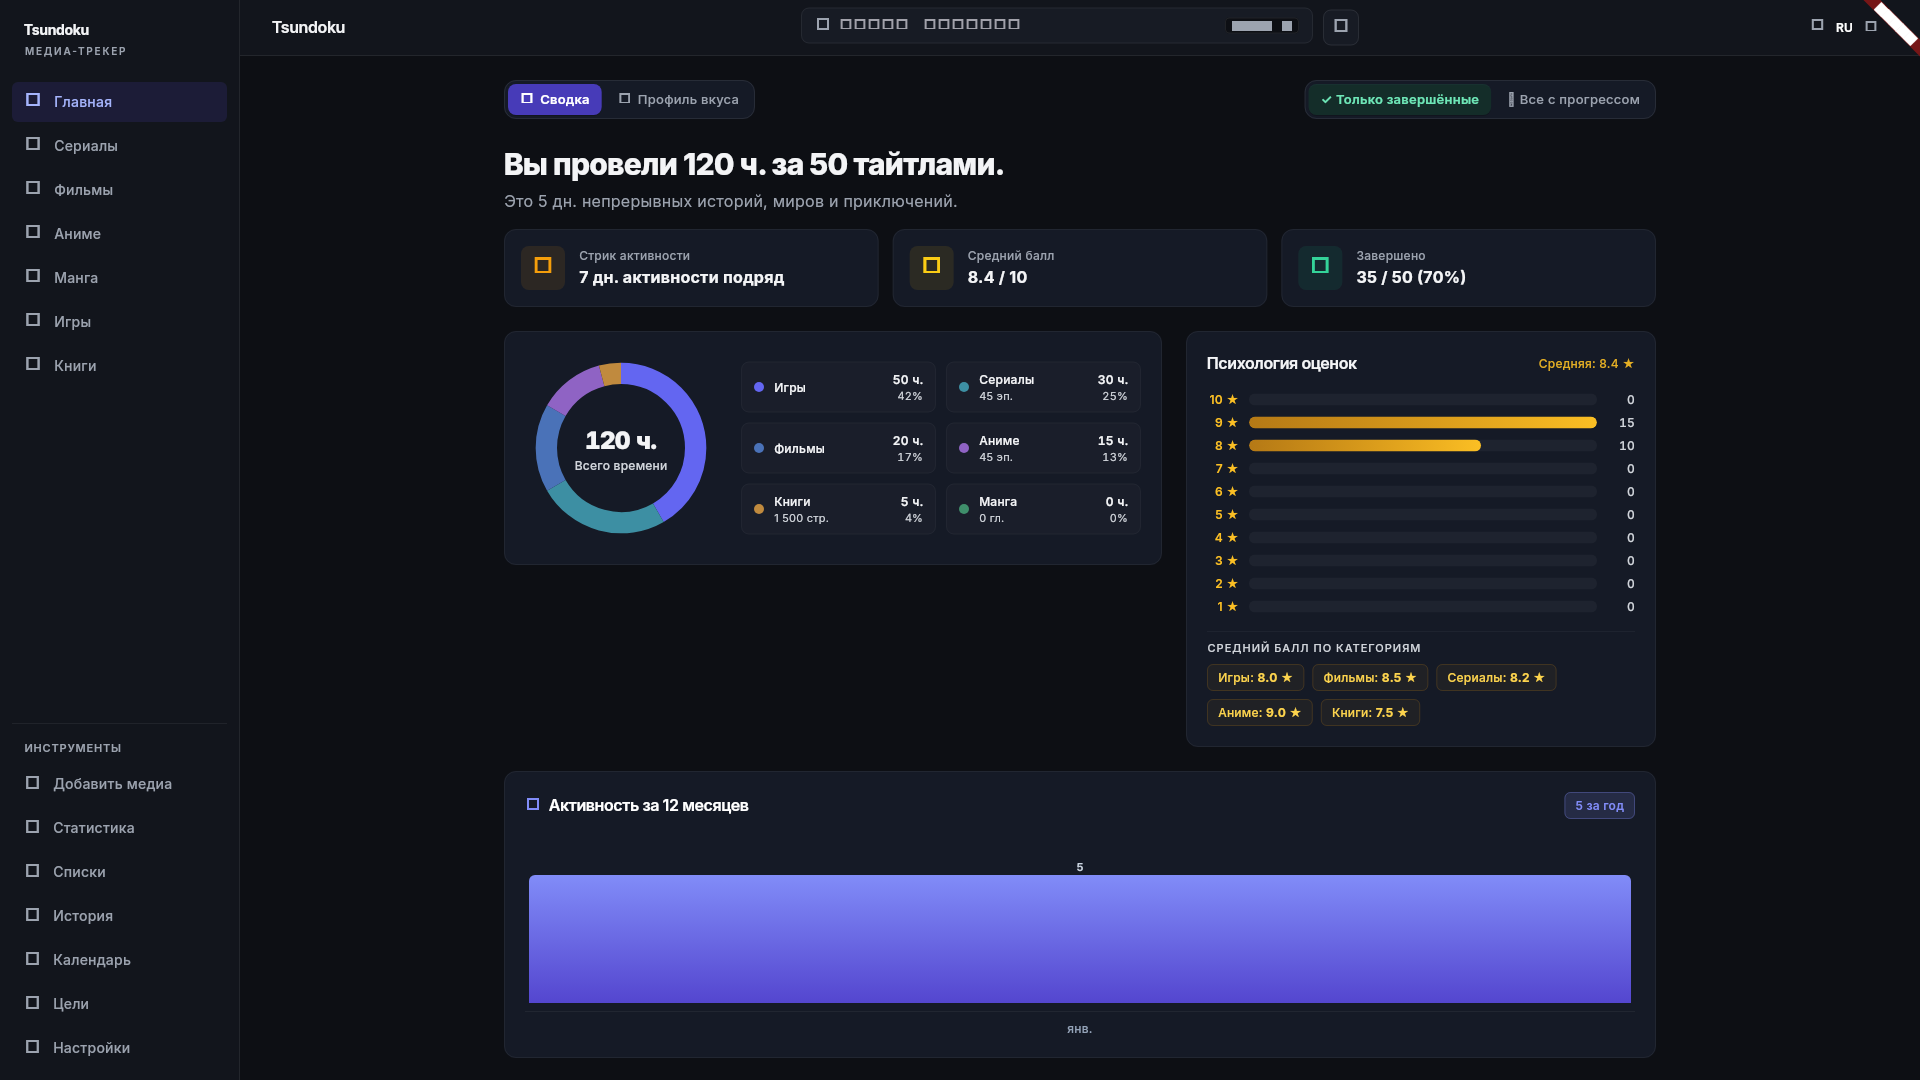 Tsundoku
МЕДИА-ТРЕКЕР
Главная
Сериалы
Фильмы
Аниме
Манга
Игры
Книги
ИНСТРУМЕНТЫ
Добавить медиа
Статистика
Списки
История
Календарь
Цели
Настройки
Tsundoku
RU
Сводка
Профиль вкуса
✓ Только завершённые
Все с прогрессом
Вы провели 120 ч. за 50 тайтлами.
Это 5 дн. непрерывных историй, миров и приключений.
Стрик активности
7 дн. активности подряд
Средний балл
8.4 / 10
Завершено
35 / 50 (70%)
120 ч.
Всего времени
Игры 50 ч.
42%
Сериалы 30 ч.
45 эп. 25%
Фильмы 20 ч.
17%
Аниме 15 ч.
45 эп. 13%
Книги 5 ч.
1 500 стр. 4%
Манга 0 ч.
0 гл. 0%
Психология оценок Средняя: 8.4 ★
10 ★ 0
9 ★ 15
8 ★ 10
7 ★ 0
6 ★ 0
5 ★ 0
4 ★ 0
3 ★ 0
2 ★ 0
1 ★ 0
СРЕДНИЙ БАЛЛ ПО КАТЕГОРИЯМ
Игры: 8.0 ★ Фильмы: 8.5 ★ Сериалы: 8.2 ★
Аниме: 9.0 ★ Книги: 7.5 ★
Активность за 12 месяцев 5 за год
5
янв.